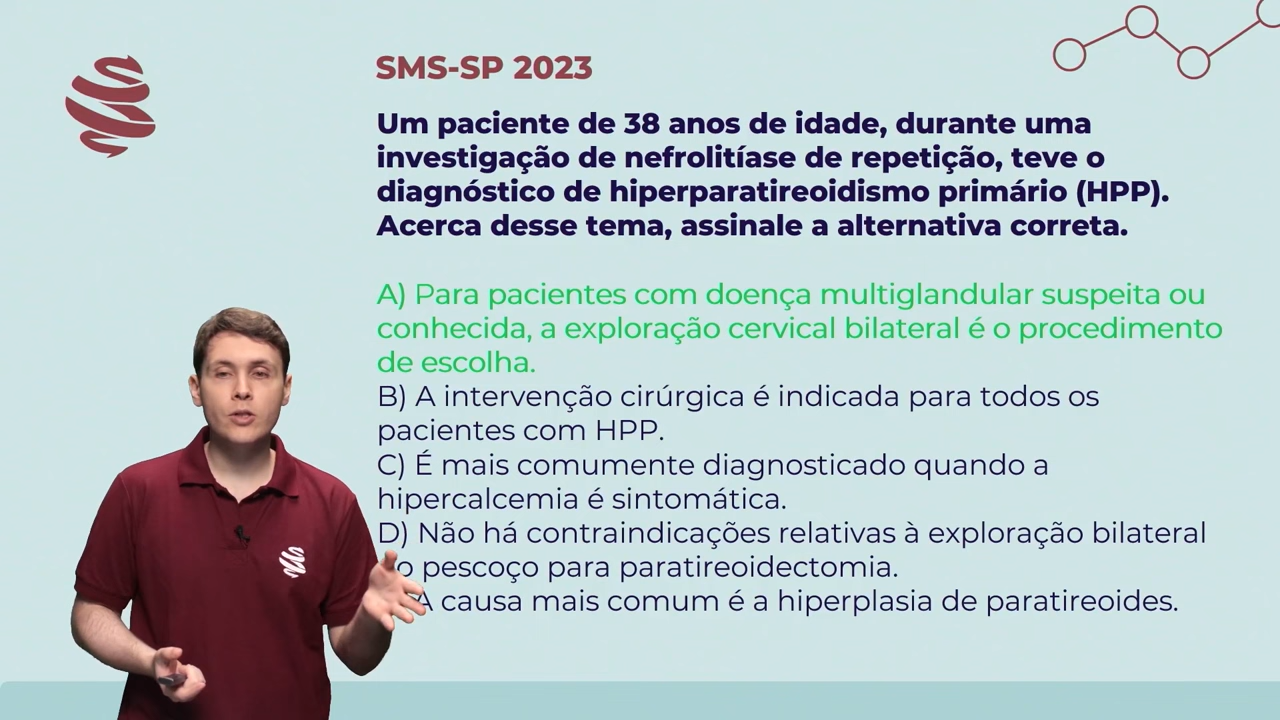 SMS-SP 2023
Um paciente de 38 anos de idade, durante uma
investigação de nefrolitíase de repetição, teve o
diagnóstico de hiperparatireoidismo primário (HPP).
Acerca desse tema, assinale a alternativa correta.
A) Para pacientes com doença multiglandular suspeita ou
conhecida, a exploração cervical bilateral é o procedimento
de escolha.
B) A intervenção cirúrgica é indicada para todos os
pacientes com HPP.
C) É mais comumente diagnosticado quando a
hipercalcemia é sintomática.
D) Não há contraindicações relativas à exploração bilateral
o pescoço para paratireoidectomia.
A causa mais comum é a hiperplasia de paratireoides.